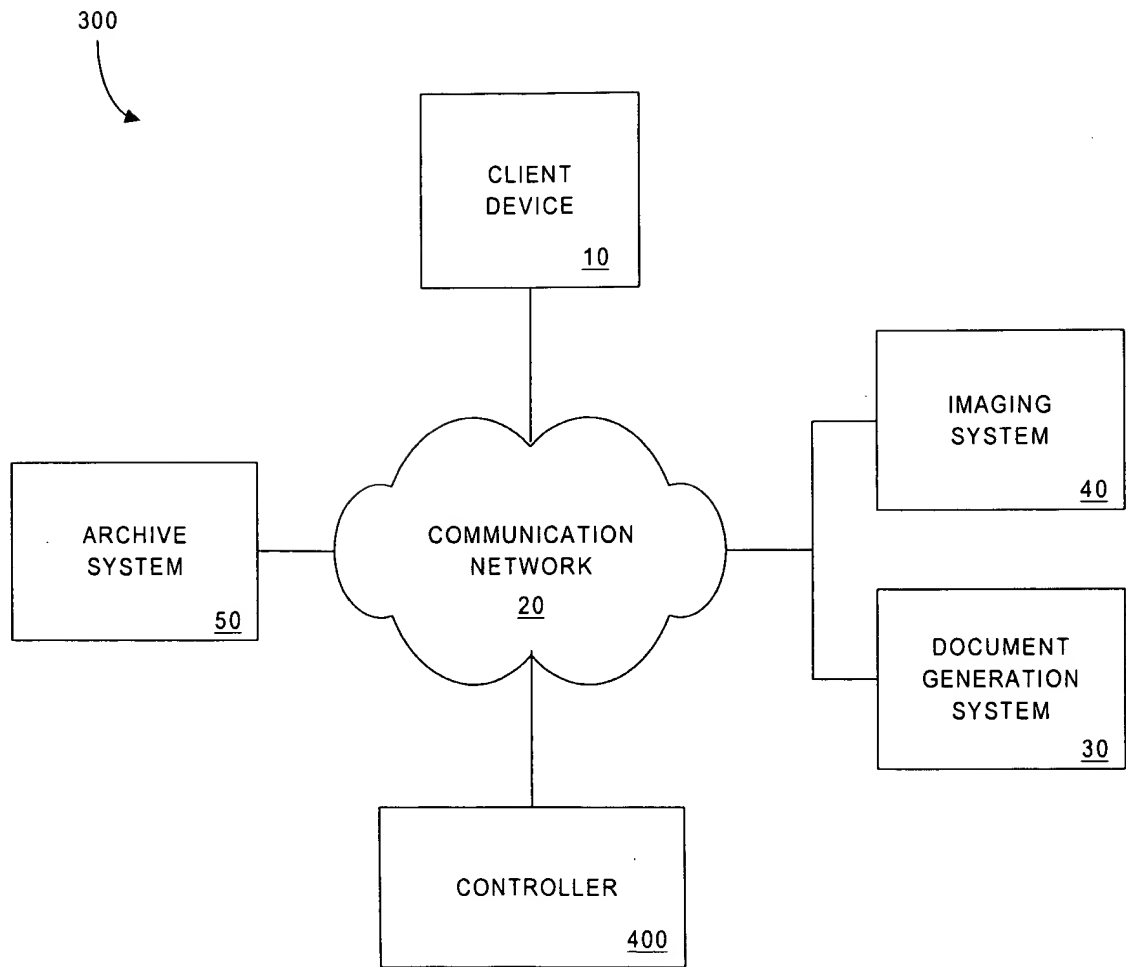 300
CLIENT
DEVICE
10
IMAGING
SYSTEM
40
ARCHIVE
SYSTEM
50
COMMUNICATION
NETWORK
20
DOCUMENT
GENERATION
SYSTEM
30
CONTROLLER
400